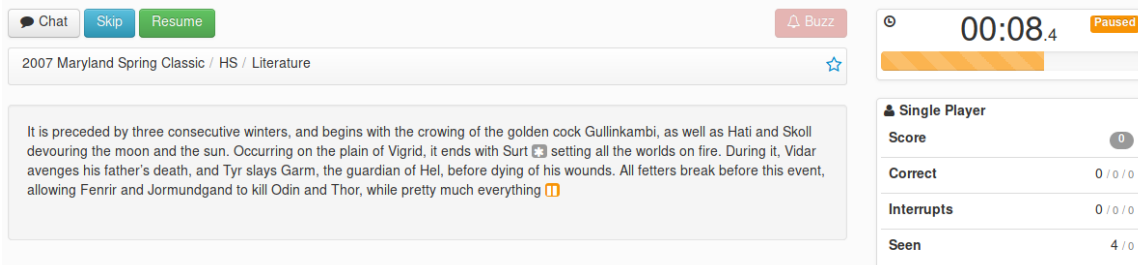 Chat Skip Resume Buzz
2007 Maryland Spring Classic / HS / Literature
It is preceded by three consecutive winters, and begins with the crowing of the golden cock Gullinkambi, as well as Hati and Skoll
devouring the moon and the sun. Occurring on the plain of Vigrid, it ends with Surt setting all the worlds on fire. During it, Vidar
avenges his father's death, and Tyr slays Garm, the guardian of Hel, before dying of his wounds. All fetters break before this event,
allowing Fenrir and Jormundgand to kill Odin and Thor, while pretty much everything
00:08.4 Paused
Single Player
Score 0
Correct 0 / 0 / 0
Interrupts 0 / 0 / 0
Seen 4 / 0